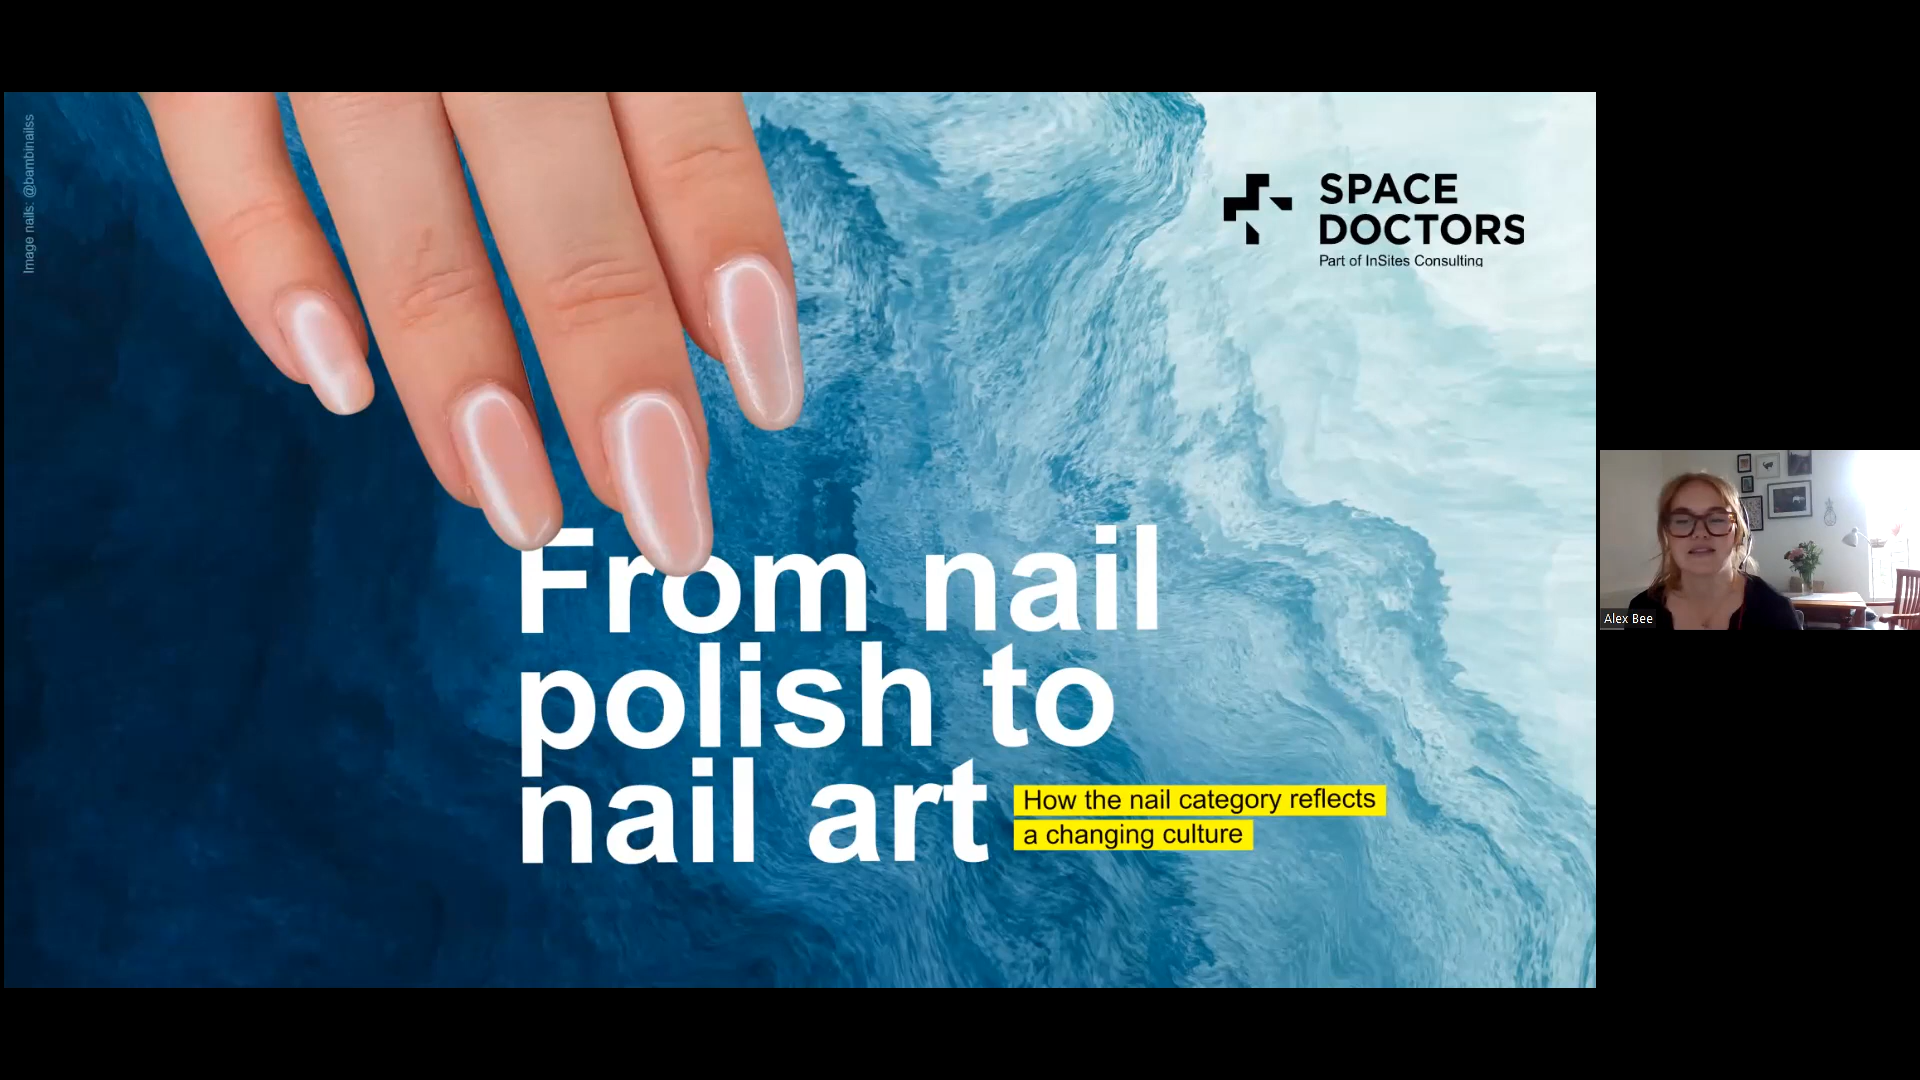 Image nails: @bambinailss
SPACE
DOCTORS
Part of InSites Consulting
From nail
polish to
nail art
How the nail category reflects
a changing culture
Alex Bee